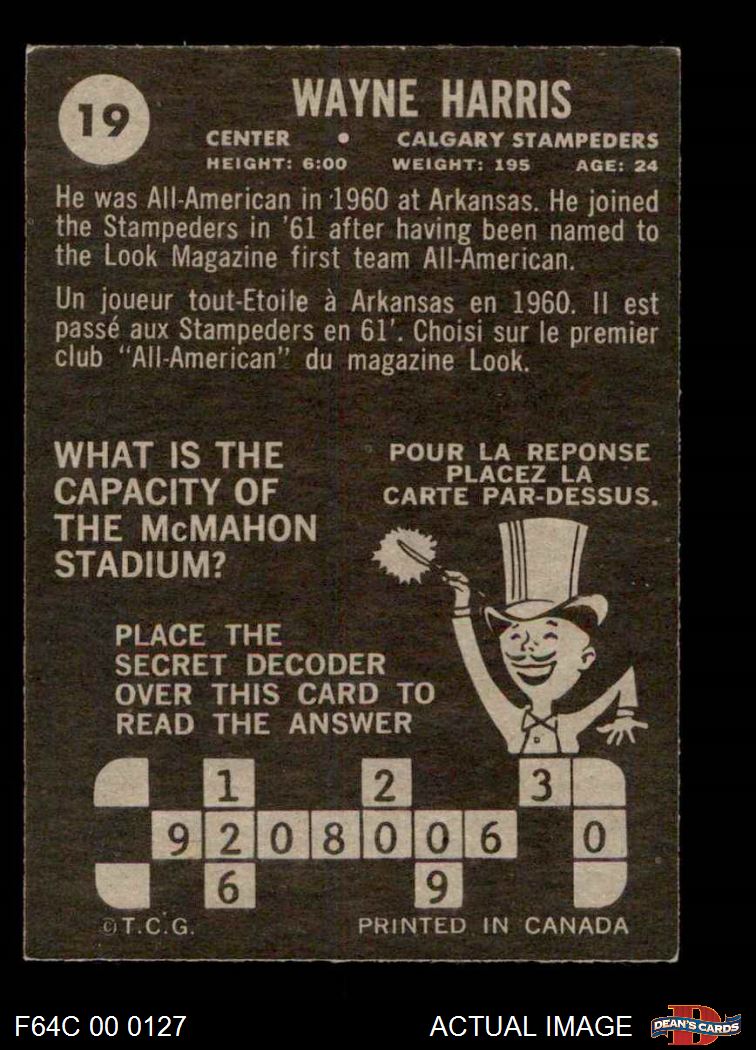 19
WAYNE HARRIS
CENTER • CALGARY STAMPEDERS
HEIGHT: 6:00 WEIGHT: 195 AGE: 24
He was All-American in 1960 at Arkansas. He joined
the Stampeders in '61 after having been named to
the Look Magazine first team All-American.
Un joueur tout-Etoile à Arkansas en 1960. Il est
passé aux Stampeders en 61'. Choisi sur le premier
club "All-American" du magazine Look.
WHAT IS THE
CAPACITY OF
THE McMAHON
STADIUM?
POUR LA REPONSE
PLACEZ LA
CARTE PAR-DESSUS.
PLACE THE
SECRET DECODER
OVER THIS CARD TO
READ THE ANSWER
1 2 3
9 2 0 8 0 0 6 0
6 9
©T.C.G. PRINTED IN CANADA
F64C 00 0127 ACTUAL IMAGE DEAN'S CARDS